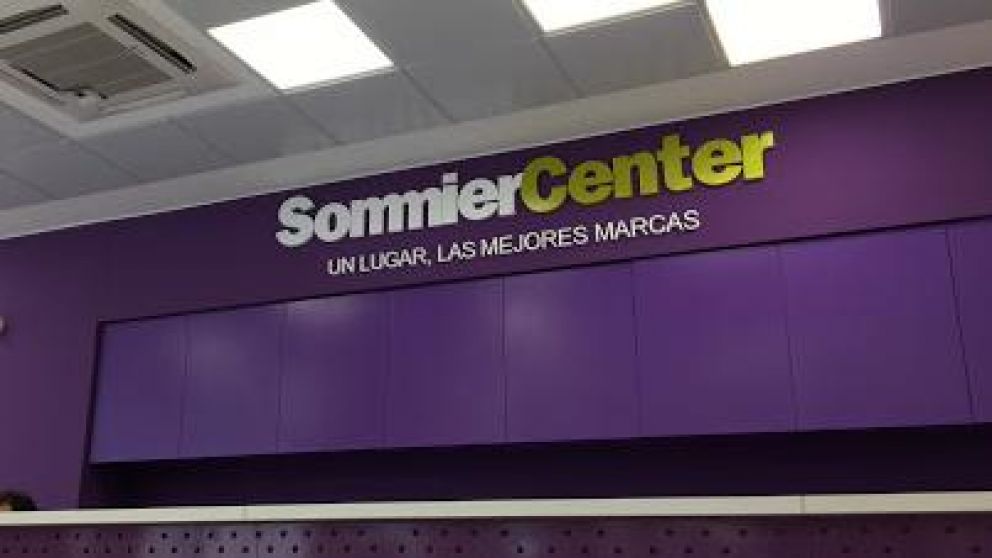 SommierCenter
UN LUGAR, LAS MEJORES MARCAS